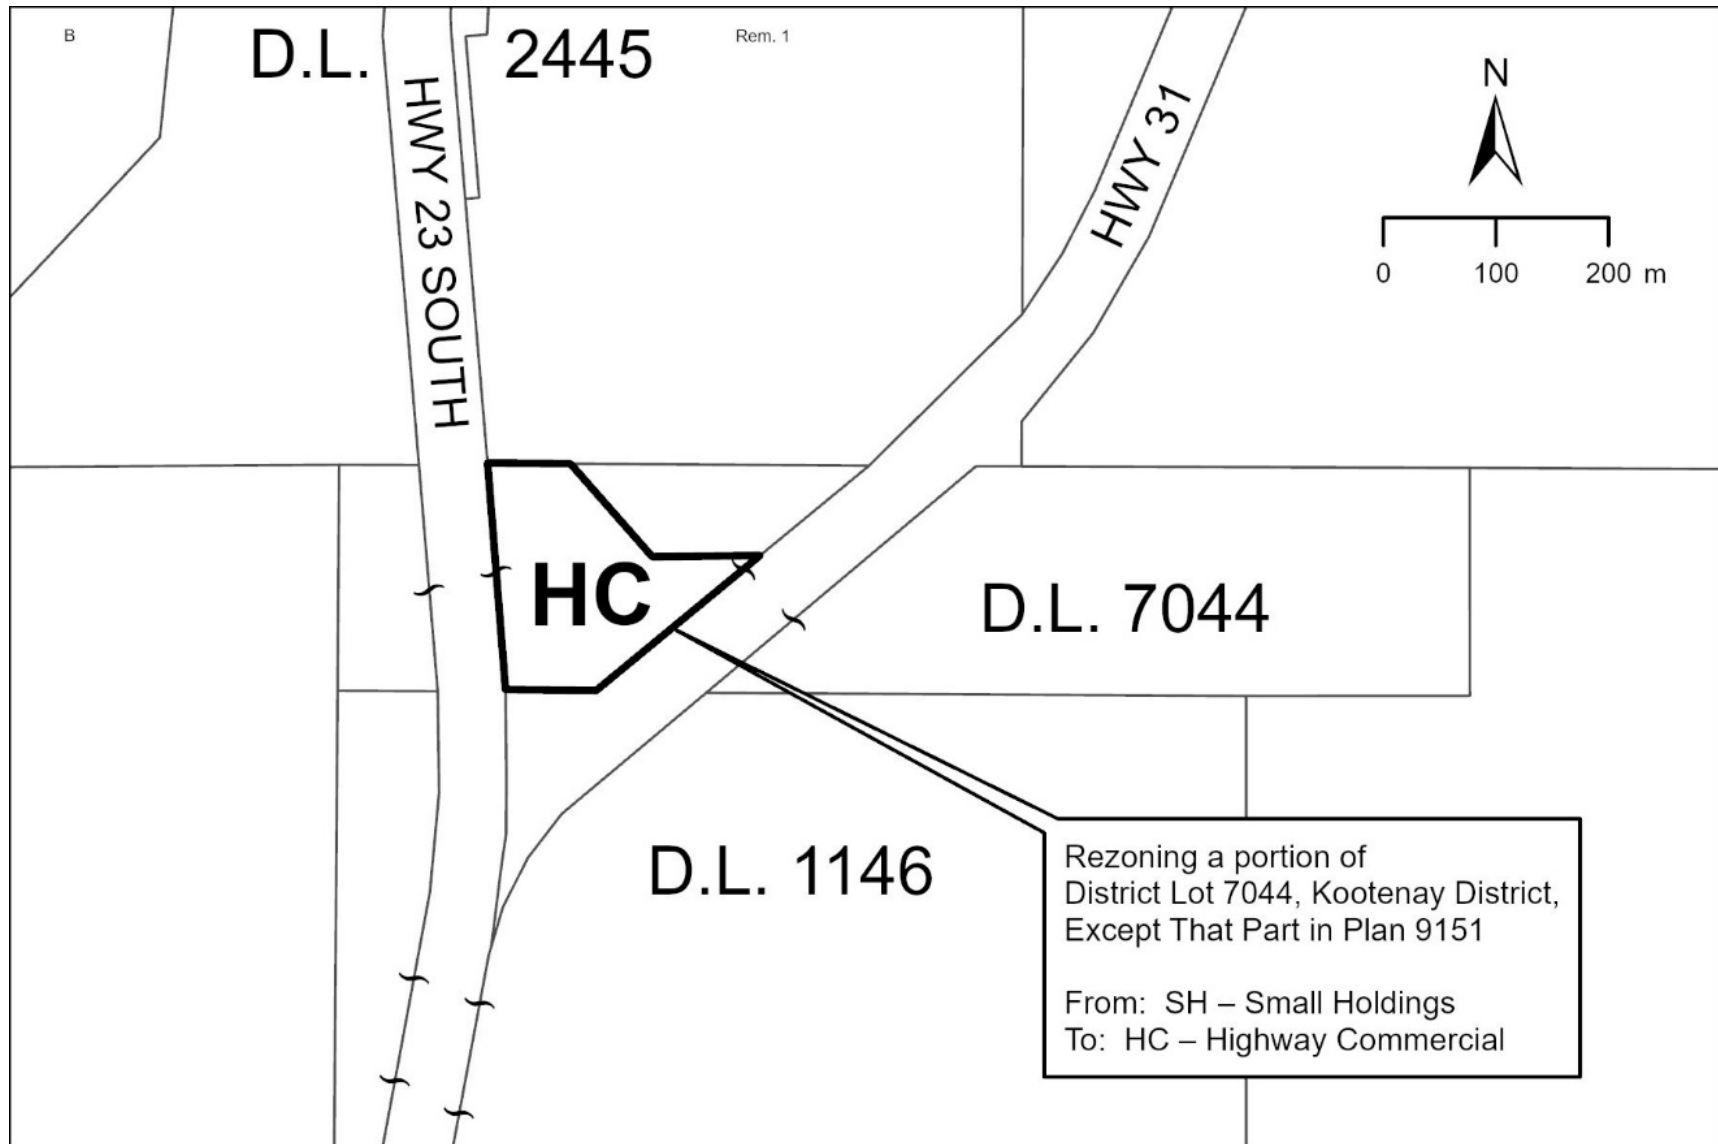 B
D.L. 2445
Rem. 1
HWY 23 SOUTH
HWY 31
N
0 100 200 m
HC
D.L. 7044
D.L. 1146
Rezoning a portion of
District Lot 7044, Kootenay District,
Except That Part in Plan 9151
From: SH – Small Holdings
To: HC – Highway Commercial